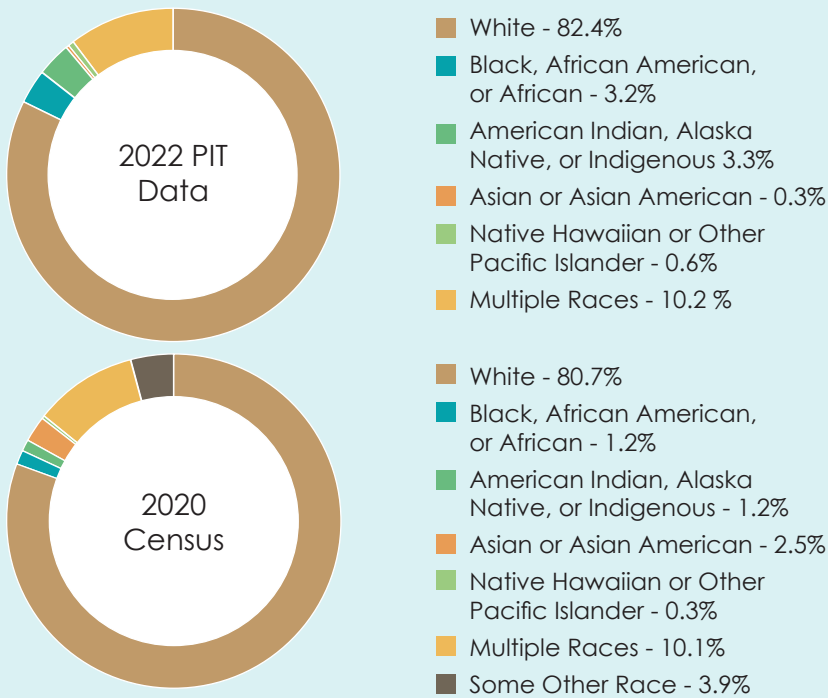 2022 PIT
Data
White - 82.4%
Black, African American,
or African - 3.2%
American Indian, Alaska
Native, or Indigenous 3.3%
Asian or Asian American - 0.3%
Native Hawaiian or Other
Pacific Islander - 0.6%
Multiple Races - 10.2 %
2020
Census
White - 80.7%
Black, African American,
or African - 1.2%
American Indian, Alaska
Native, or Indigenous - 1.2%
Asian or Asian American - 2.5%
Native Hawaiian or Other
Pacific Islander - 0.3%
Multiple Races - 10.1%
Some Other Race - 3.9%